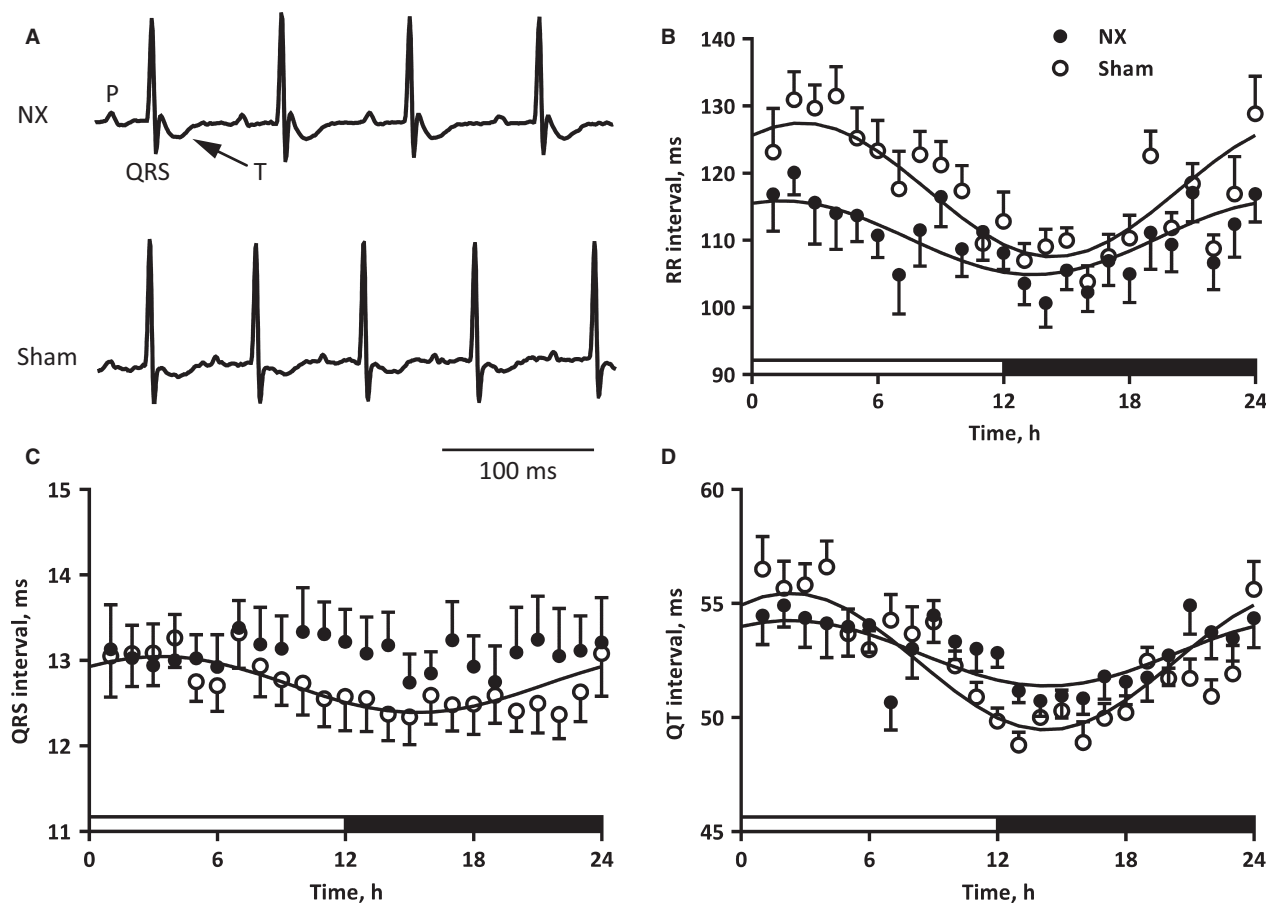 A
NX
P
QRS
T
Sham
100 ms
B
NX
Sham
RR interval, ms
140
130
120
110
100
90
0 6 12 18 24
Time, h
C
QRS interval, ms
15
14
13
12
11
0 6 12 18 24
Time, h
D
QT interval, ms
60
55
50
45
0 6 12 18 24
Time, h